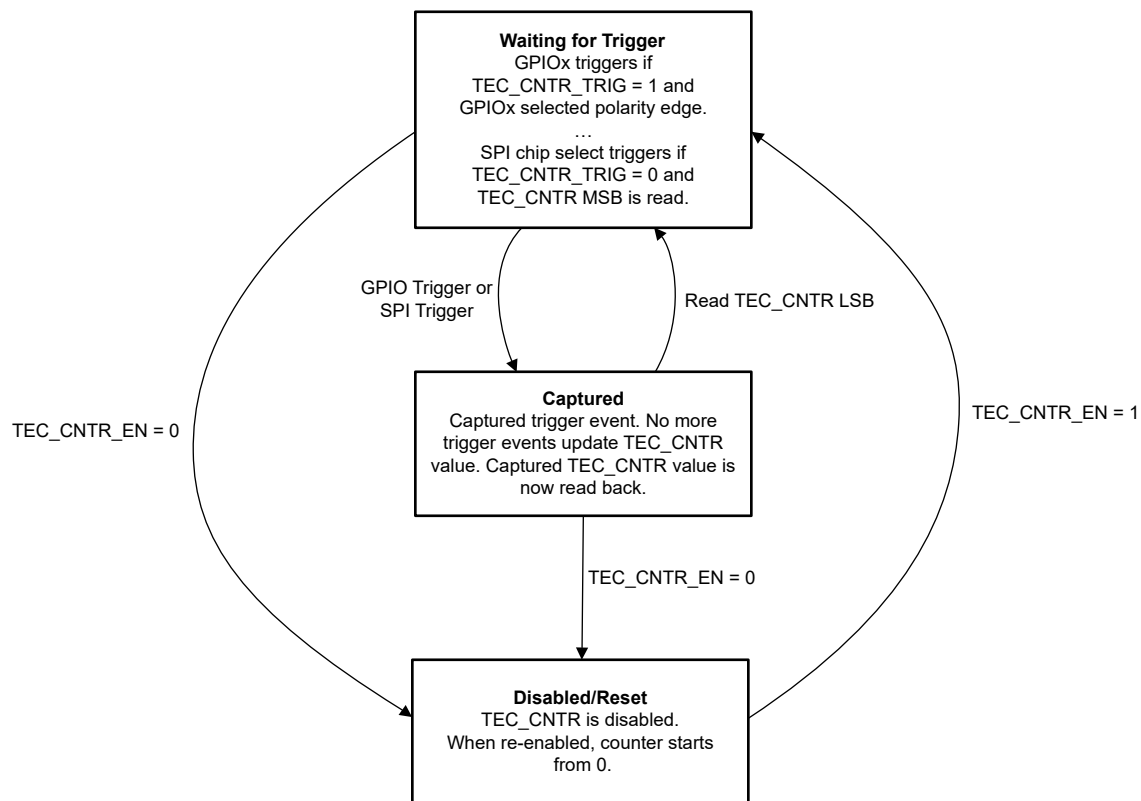 Waiting for Trigger
GPIOx triggers if
TEC_CNTR_TRIG = 1 and
GPIOx selected polarity edge.
…
SPI chip select triggers if
TEC_CNTR_TRIG = 0 and
TEC_CNTR MSB is read.
GPIO Trigger or
SPI Trigger
Read TEC_CNTR LSB
Captured
Captured trigger event. No more
trigger events update TEC_CNTR
value. Captured TEC_CNTR value is
now read back.
TEC_CNTR_EN = 0
TEC_CNTR_EN = 1
TEC_CNTR_EN = 0
Disabled/Reset
TEC_CNTR is disabled.
When re-enabled, counter starts
from 0.